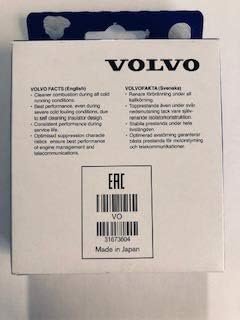 VOLVO
VOLVO FACTS (English)
- Cleaner combustion during all cold
running conditions.
- Best performance, even during
severe cold fouling conditions, due
to self cleaning insulator design
- Consistent performance during
service life.
- Optimised suppression characte
ristics ensure best performance
of engine management and
telecommunications.
VOLVOFAKTA (Svenska)
- Renare förbränning under all
kallkörning.
- Topprestanda även under svår
nedsmutsning tack vare själv-
renande isolatorkonstruktion.
- Stabila prestanda under hela
livslängden
- Optimerad avstörning garanterar
bästa prestanda för motorstyrning
och telekommunikationer.
EAC
VO
31673604
Made in Japan